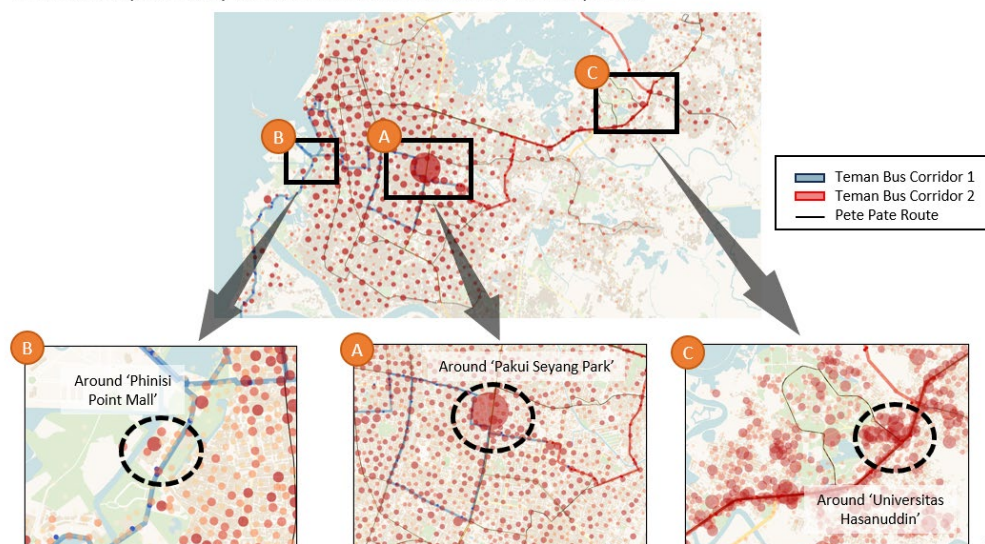 C
B
A
Teman Bus Corridor 1
Teman Bus Corridor 2
Pete Pate Route
B
Around ‘Phinisi
Point Mall’
A
Around ‘Pakui Seyang Park’
C
Around ‘Universitas
Hasanuddin’